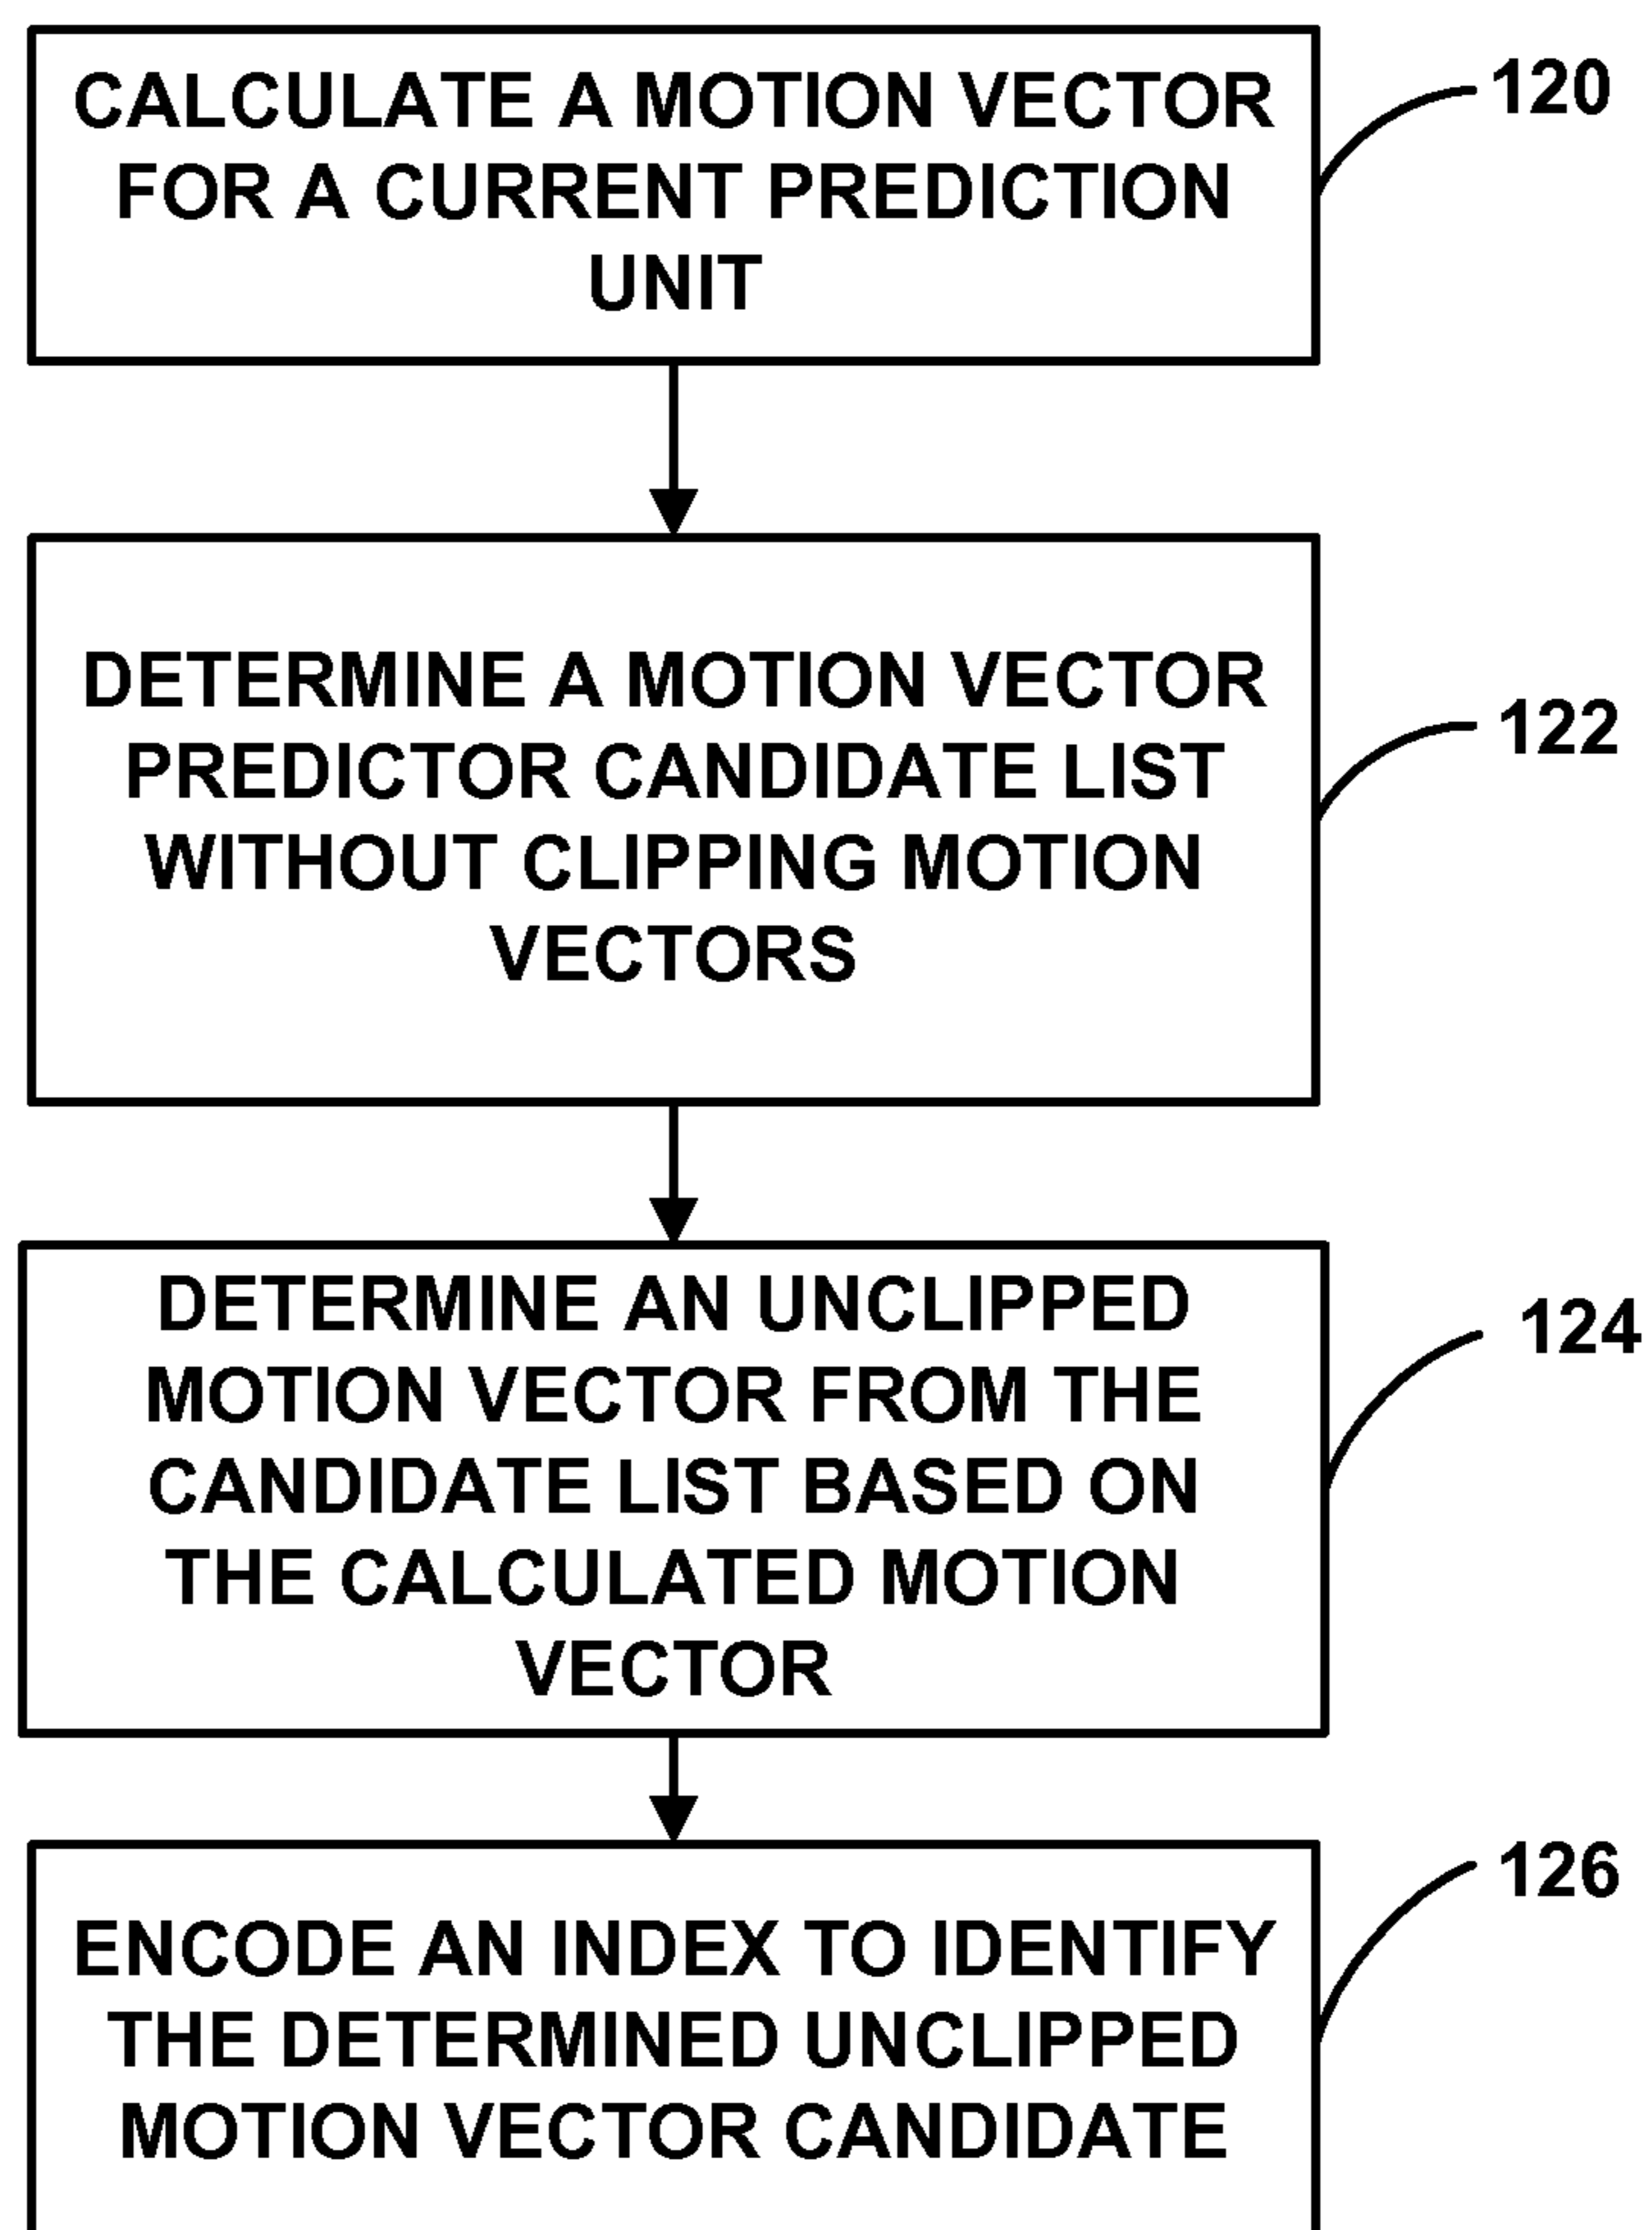 CALCULATE A MOTION VECTOR
FOR A CURRENT PREDICTION
UNIT
120
DETERMINE A MOTION VECTOR
PREDICTOR CANDIDATE LIST
WITHOUT CLIPPING MOTION
VECTORS
122
DETERMINE AN UNCLIPPED
MOTION VECTOR FROM THE
CANDIDATE LIST BASED ON
THE CALCULATED MOTION
VECTOR
124
ENCODE AN INDEX TO IDENTIFY
THE DETERMINED UNCLIPPED
MOTION VECTOR CANDIDATE
126